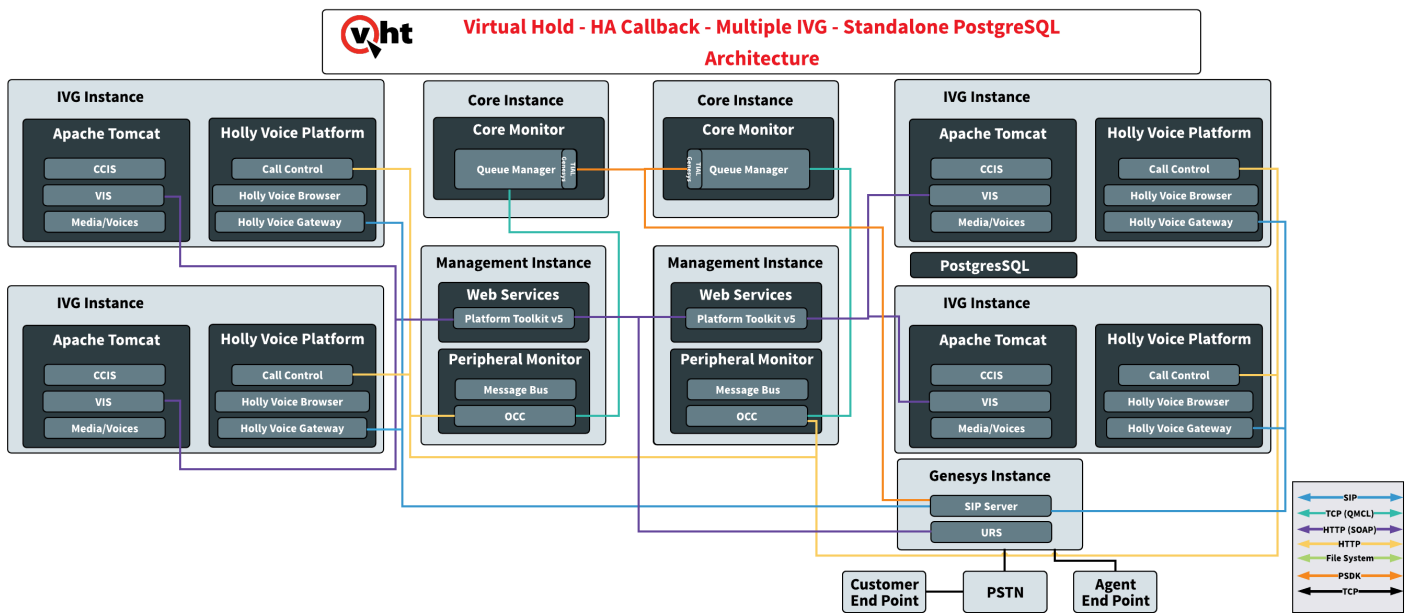 vht
Virtual Hold - HA Callback - Multiple IVG - Standalone PostgreSQL
Architecture
IVG Instance
Apache Tomcat
CCIS
VIS
Media/Voices
Holly Voice Platform
Call Control
Holly Voice Browser
Holly Voice Gateway
Core Instance
Core Monitor
Queue Manager
Genesys
TIML
Core Instance
Core Monitor
Genesys
TIML
Queue Manager
IVG Instance
Apache Tomcat
CCIS
VIS
Media/Voices
Holly Voice Platform
Call Control
Holly Voice Browser
Holly Voice Gateway
PostgresSQL
Management Instance
Web Services
Platform Toolkit v5
Peripheral Monitor
Message Bus
OCC
Management Instance
Web Services
Platform Toolkit v5
Peripheral Monitor
Message Bus
OCC
IVG Instance
Apache Tomcat
CCIS
VIS
Media/Voices
Holly Voice Platform
Call Control
Holly Voice Browser
Holly Voice Gateway
IVG Instance
Apache Tomcat
CCIS
VIS
Media/Voices
Holly Voice Platform
Call Control
Holly Voice Browser
Holly Voice Gateway
Genesys Instance
SIP Server
URS
Customer
End Point
PSTN
Agent
End Point
SIP
TCP (QMCL)
HTTP (SOAP)
HTTP
File System
PSDK
TCP